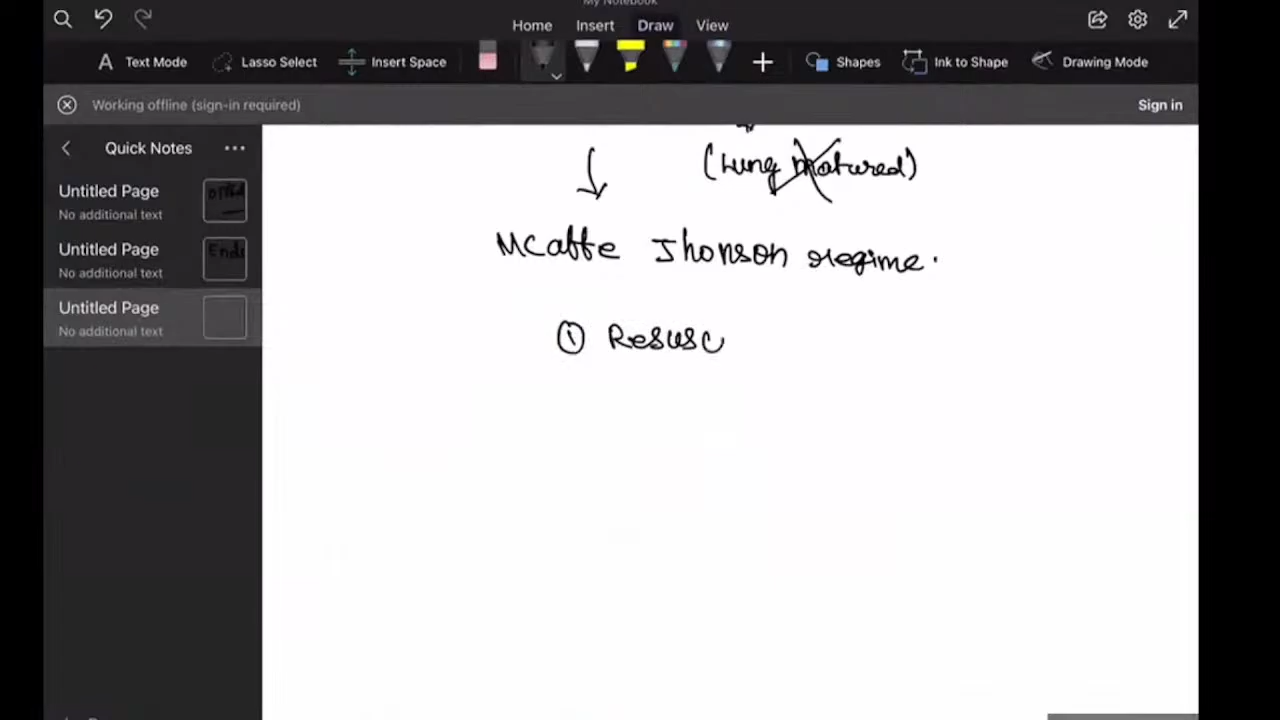 My Notebook
Home Insert Draw View
Text Mode Lasso Select Insert Space Shapes Ink to Shape Drawing Mode
Working offline (sign-in required) Sign in
Quick Notes
Untitled Page
No additional text
Untitled Page
No additional text
Untitled Page
No additional text
(Lung matured)
Mcaffe Jhonson regime.
① Resusc